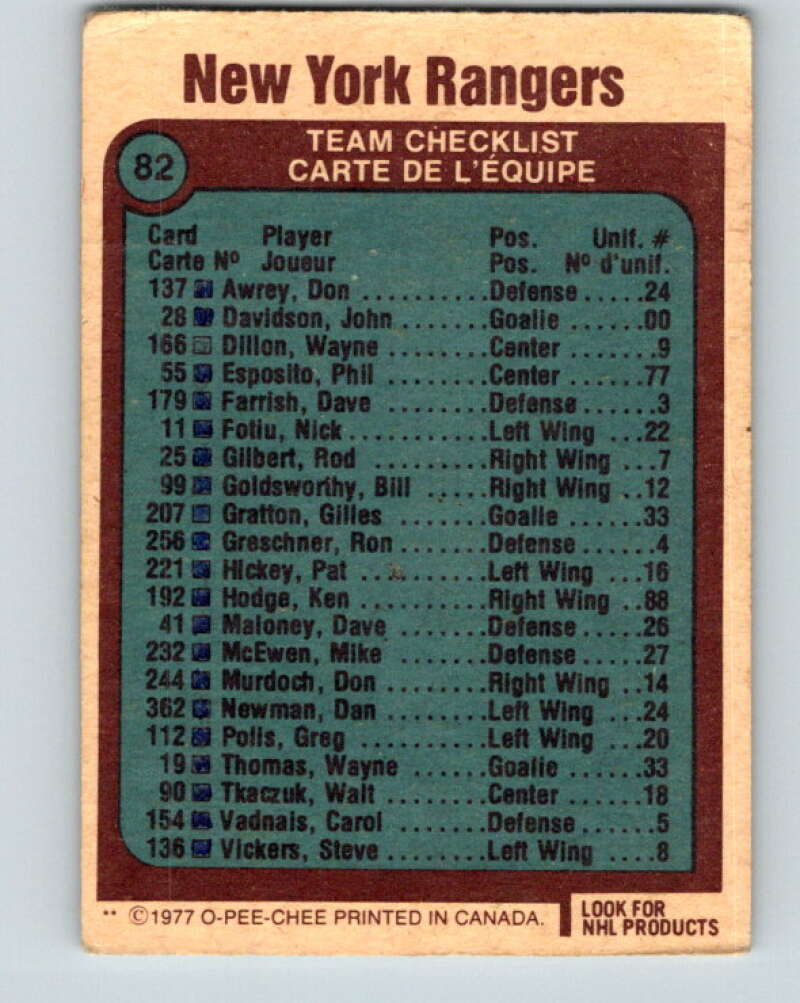 New York Rangers
82
TEAM CHECKLIST
CARTE DE L'ÉQUIPE
Card Player Pos. Unif. #
Carte Nº Joueur Pos. Nº d'unif.
137 Awrey, Don ..........Defense.....24
28 Davidson, John.......Goalie ......00
166 Dillon, Wayne ........Center .......9
55 Esposito, Phil ........Center ......77
179 Farrish, Dave ........Defense......3
11 Fotiu, Nick............Left Wing ...22
25 Gilbert, Rod .........Right Wing ...7
99 Goldsworthy, Bill .....Right Wing ..12
207 Gratton, Gilles .......Goalie ......33
256 Greschner, Ron.......Defense......4
221 Hickey, Pat ..........Left Wing ...16
192 Hodge, Ken ..........Right Wing ..88
41 Maloney, Dave .......Defense.....26
232 McEwen, Mike .......Defense.....27
244 Murdoch, Don ........Right Wing ..14
362 Newman, Dan ........Left Wing ...24
112 Polis, Greg ..........Left Wing ...20
19 Thomas, Wayne ......Goalie ......33
90 Tkaczuk, Walt ........Center ......18
154 Vadnais, Carol .......Defense......5
136 Vickers, Steve........Left Wing ....8
** ©1977 O-PEE-CHEE PRINTED IN CANADA.
LOOK FOR
NHL PRODUCTS